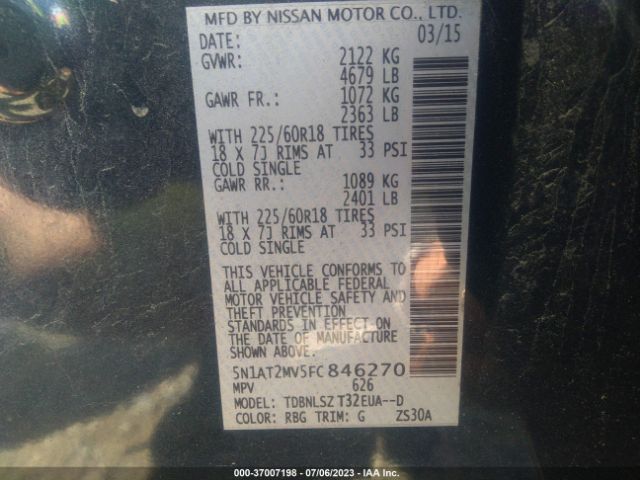 MFD BY NISSAN MOTOR CO., LTD.
DATE: 03/15
GVWR: 2122 KG
4679 LB
GAWR FR.: 1072 KG
2363 LB
WITH 225/60R18 TIRES
18 X 7J RIMS AT 33 PSI
COLD SINGLE
GAWR RR.: 1089 KG
2401 LB
WITH 225/60R18 TIRES
18 X 7J RIMS AT 33 PSI
COLD SINGLE
THIS VEHICLE CONFORMS TO
ALL APPLICABLE FEDERAL
MOTOR VEHICLE SAFETY AND
THEFT PREVENTION
STANDARDS IN EFFECT ON
THE DATE OF MANUFACTURE
SHOWN ABOVE.
5N1AT2MV5FC846270
MPV 626
MODEL: TDBNLSZ T32EUA--D
COLOR: RBG TRIM: G ZS30A
000-37007198 - 07/06/2023 - IAA Inc.